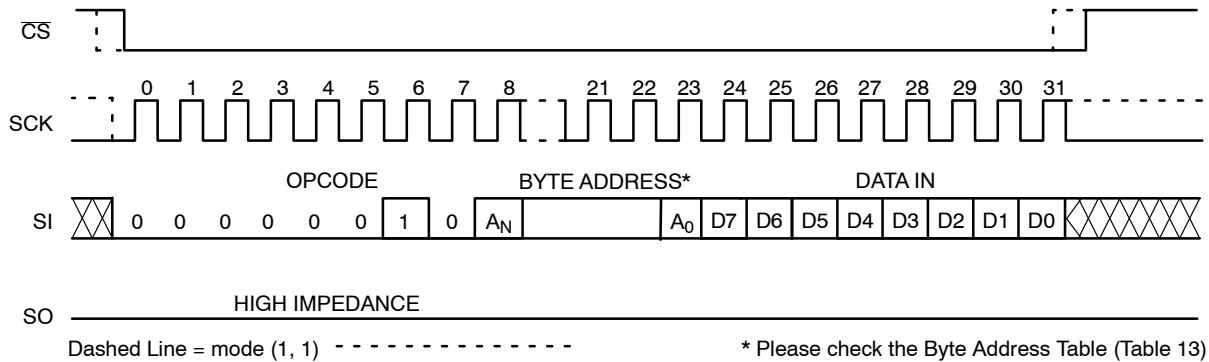 CS
0 1 2 3 4 5 6 7 8 21 22 23 24 25 26 27 28 29 30 31
SCK
OPCODE BYTE ADDRESS* DATA IN
SI 0 0 0 0 0 0 1 0 AN A0 D7 D6 D5 D4 D3 D2 D1 D0
HIGH IMPEDANCE
SO
Dashed Line = mode (1, 1) * Please check the Byte Address Table (Table 13)